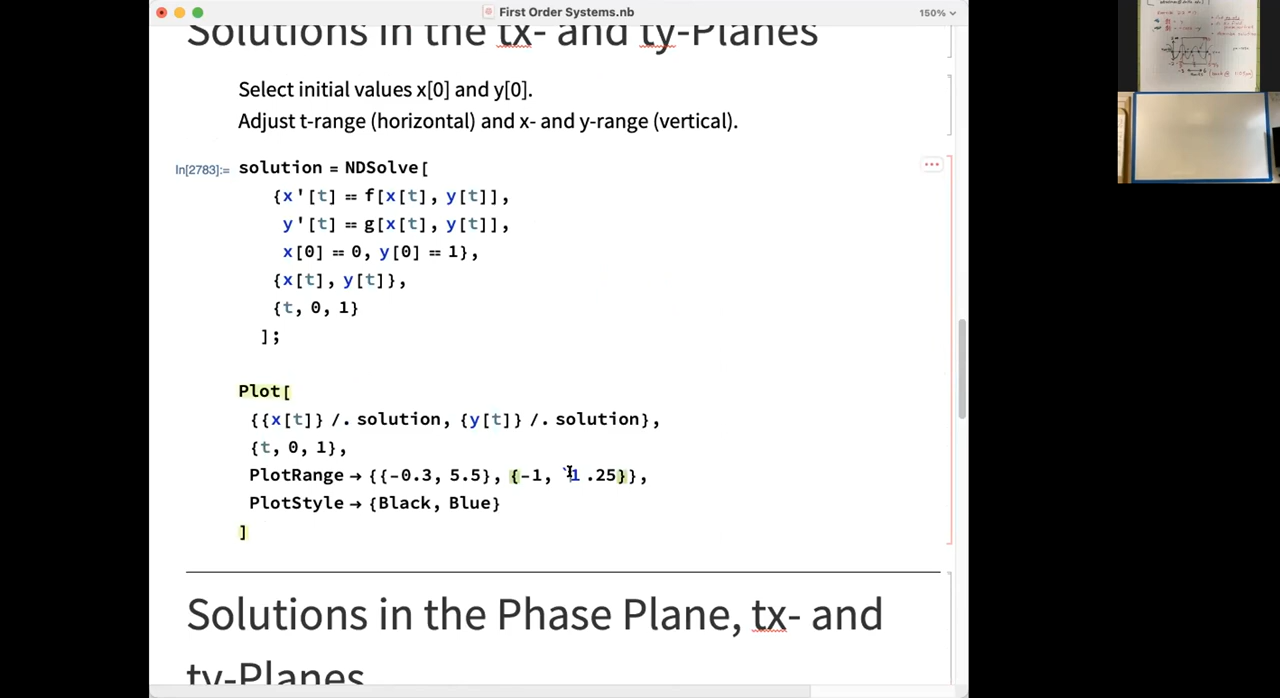 First Order Systems.nb
150%
Solutions in the tx- and ty-Planes
Select initial values x[0] and y[0].
Adjust t-range (horizontal) and x- and y-range (vertical).
In[2783]:= solution = NDSolve[
{x'[t] == f[x[t], y[t]],
y'[t] == g[x[t], y[t]],
x[0] == 0, y[0] == 1},
{x[t], y[t]},
{t, 0, 1}
];
Plot[
{{x[t]} /. solution, {y[t]} /. solution},
{t, 0, 1},
PlotRange → {{-0.3, 5.5}, {-1, `1 .25}},
PlotStyle → {Black, Blue}
]
Solutions in the Phase Plane, tx- and
ty-Planes